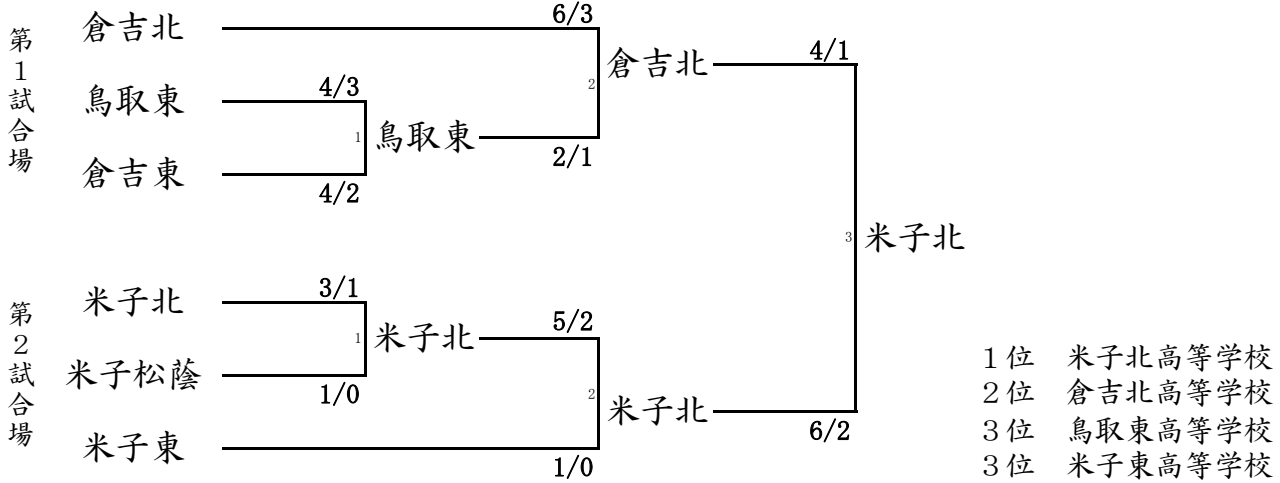 第1試合場
倉吉北
6/3
鳥取東
4/3
倉吉東
4/2
1
鳥取東
2/1
2
倉吉北
4/1
第2試合場
米子北
3/1
米子松蔭
1/0
1
米子北
5/2
米子東
1/0
2
米子北
6/2
3
米子北
1位 米子北高等学校
2位 倉吉北高等学校
3位 鳥取東高等学校
3位 米子東高等学校